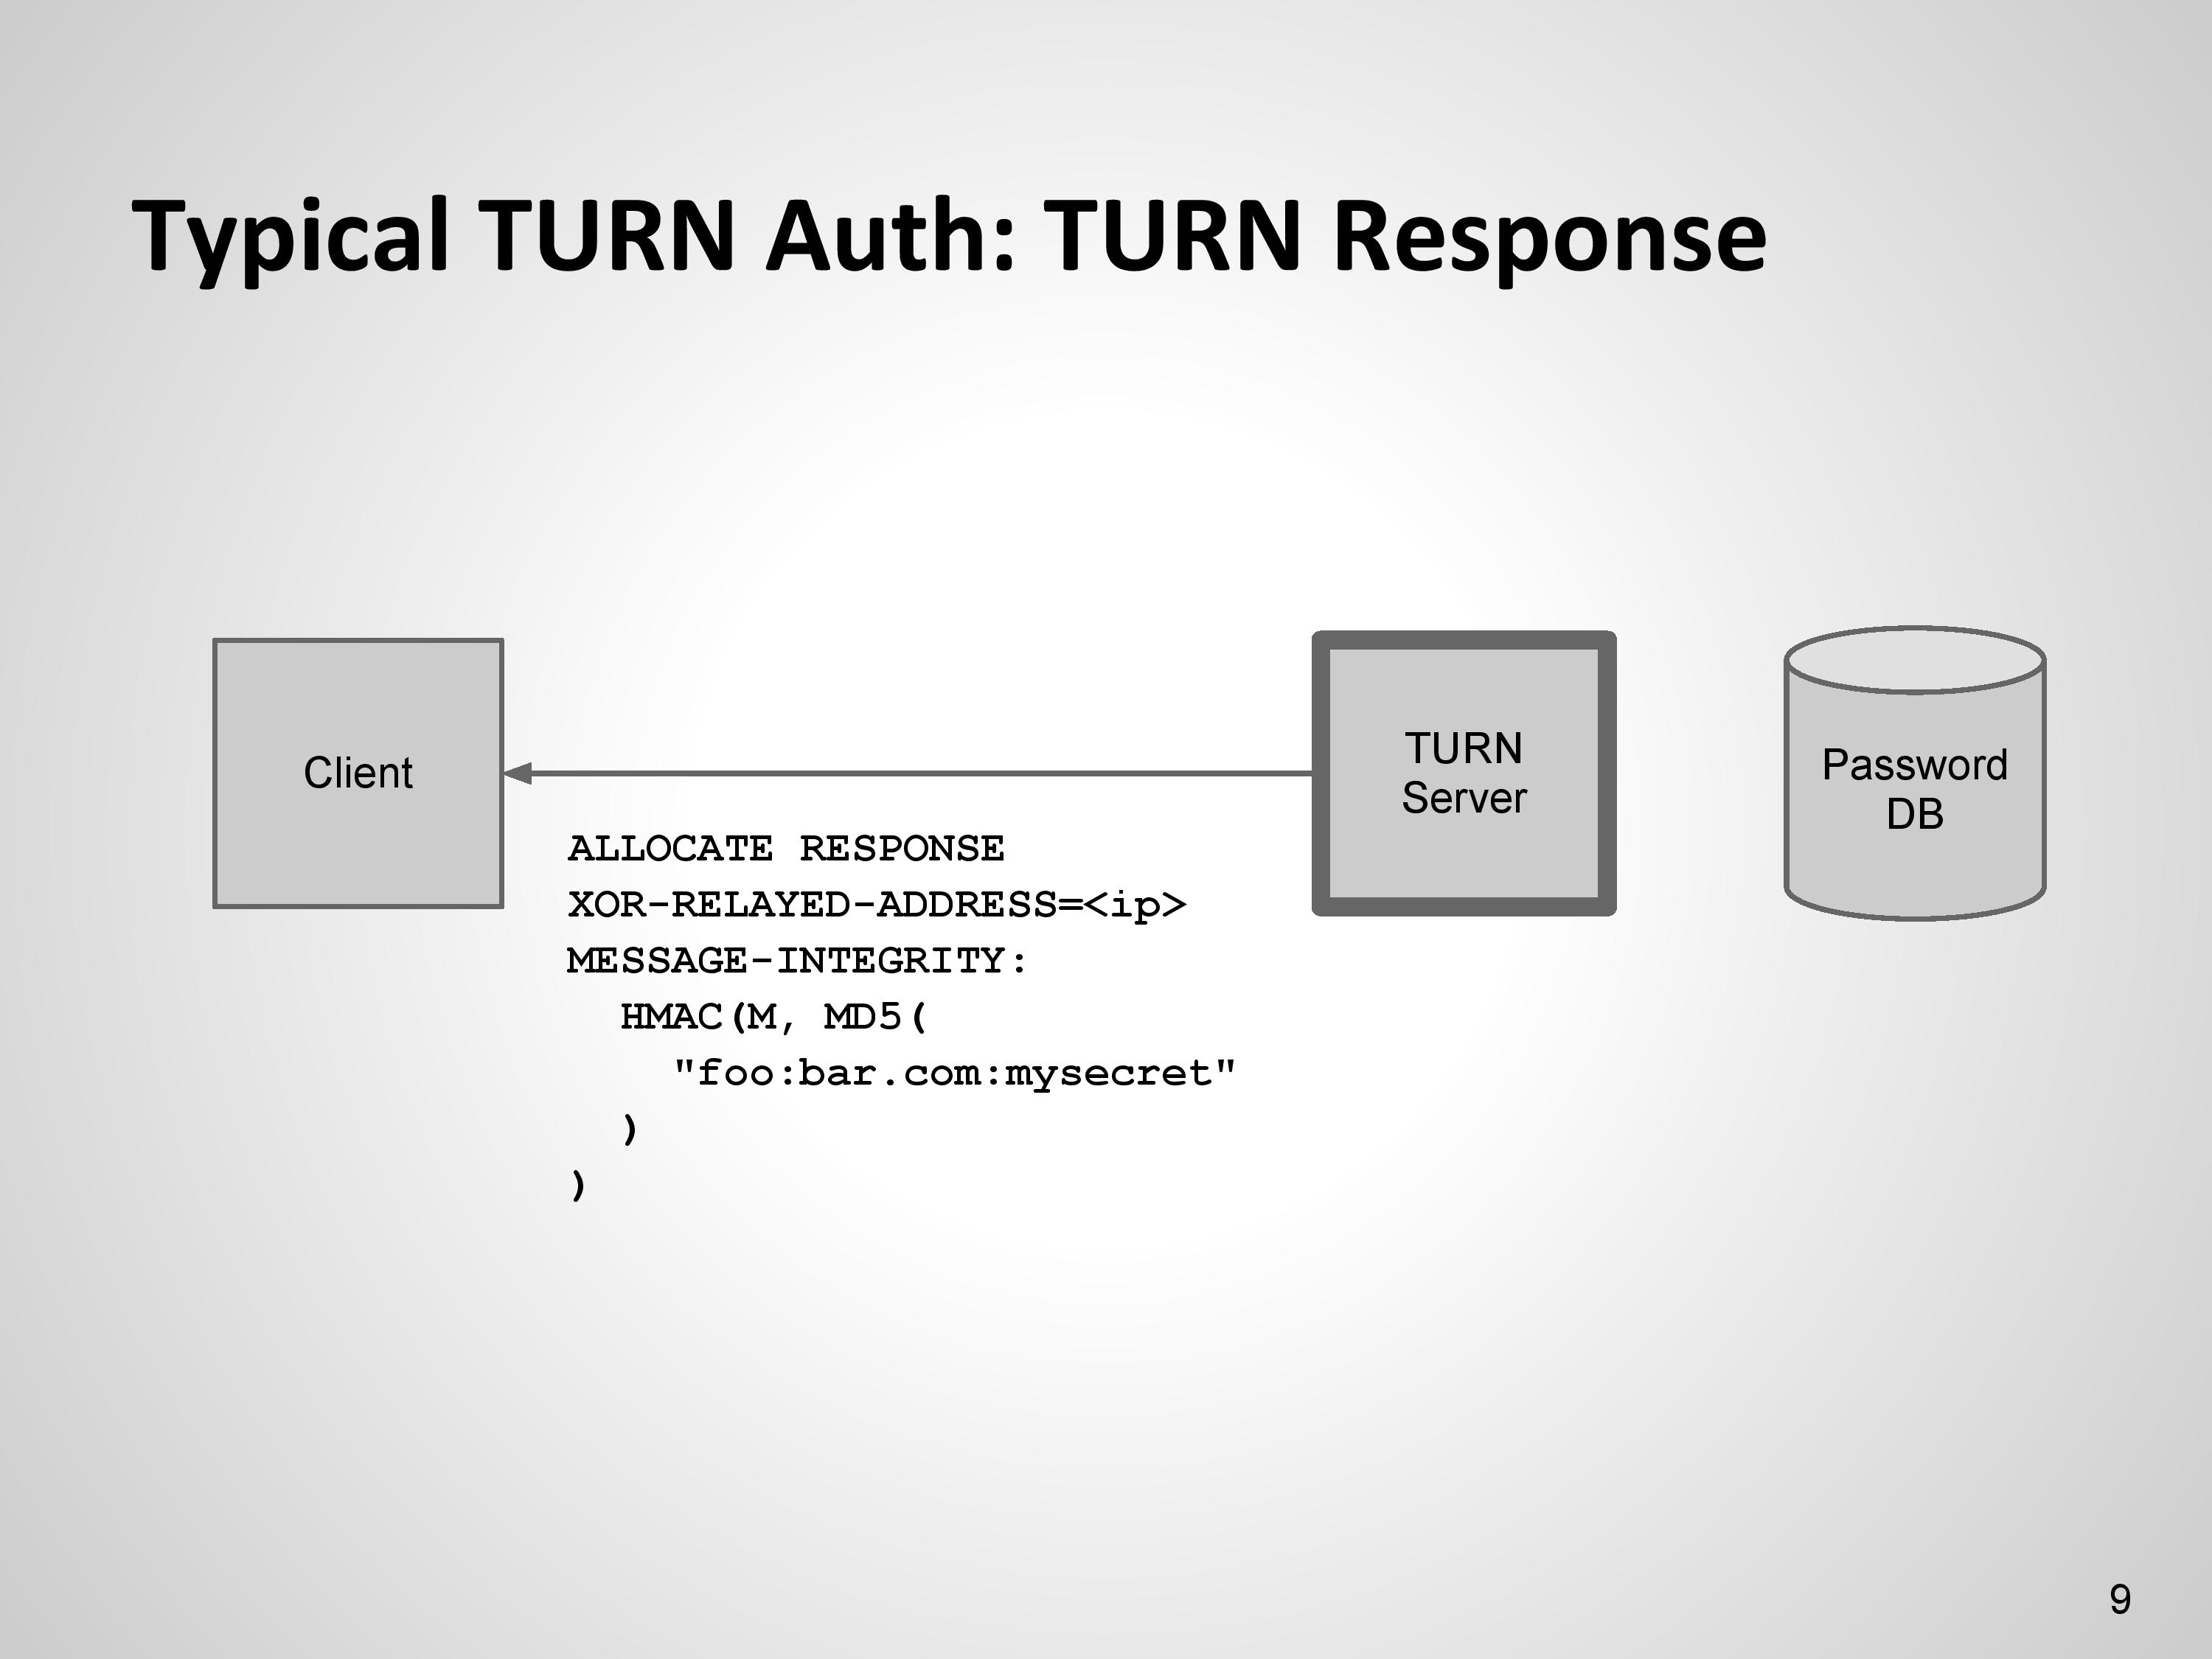 Typical TURN Auth: TURN Response
Client
TURN
Server
Password
DB
ALLOCATE RESPONSE
XOR-RELAYED-ADDRESS=<ip>
MESSAGE-INTEGRITY:
HMAC(M, MD5(
"foo:bar.com:mysecret"
)
)
9